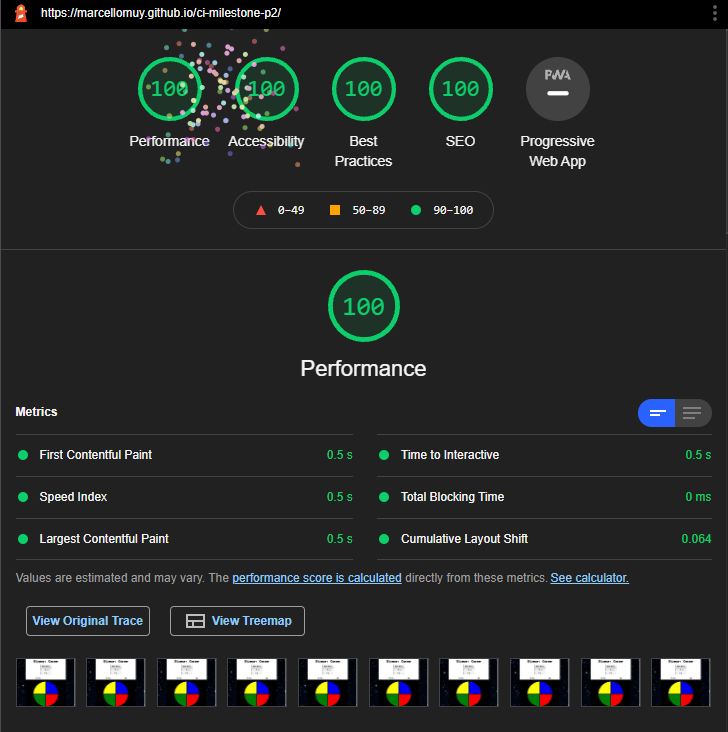 https://marcellomuy.github.io/ci-milestone-p2/
100 100 100 100 PWA
Performance Accessibility Best Practices SEO Progressive Web App
0–49 50–89 90–100
100
Performance
Metrics
First Contentful Paint 0.5 s
Time to Interactive 0.5 s
Speed Index 0.5 s
Total Blocking Time 0 ms
Largest Contentful Paint 0.5 s
Cumulative Layout Shift 0.064
Values are estimated and may vary. The performance score is calculated directly from these metrics. See calculator.
View Original Trace View Treemap